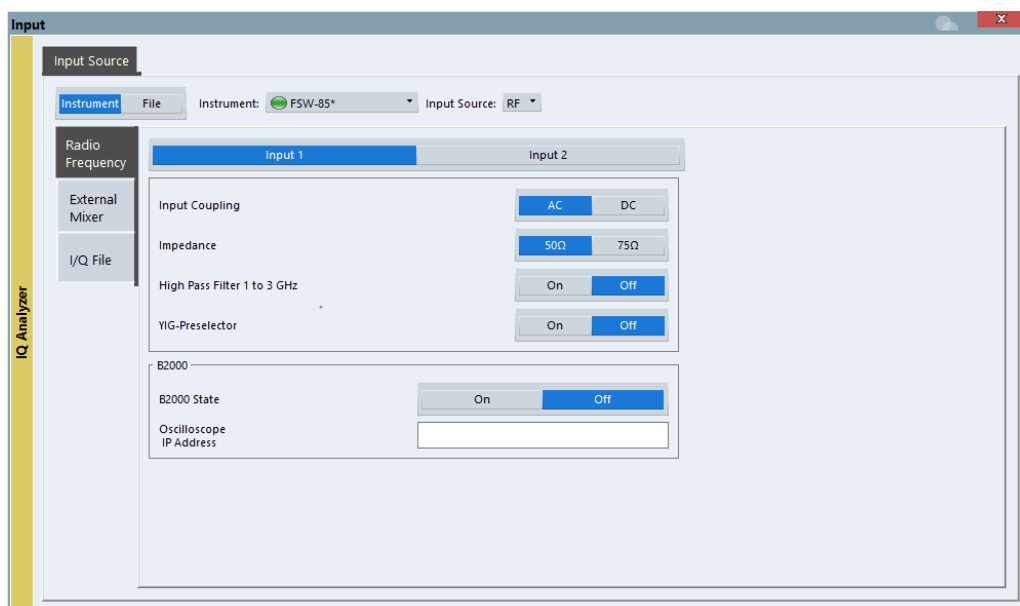 Input
X
Input Source
Instrument File Instrument: FSW-85* Input Source: RF
Radio
Frequency
External
Mixer
I/Q File
IQ Analyzer
Input 1 Input 2
Input Coupling AC DC
Impedance 50Ω 75Ω
High Pass Filter 1 to 3 GHz On Off
YIG-Preselector On Off
B2000
B2000 State On Off
Oscilloscope
IP Address